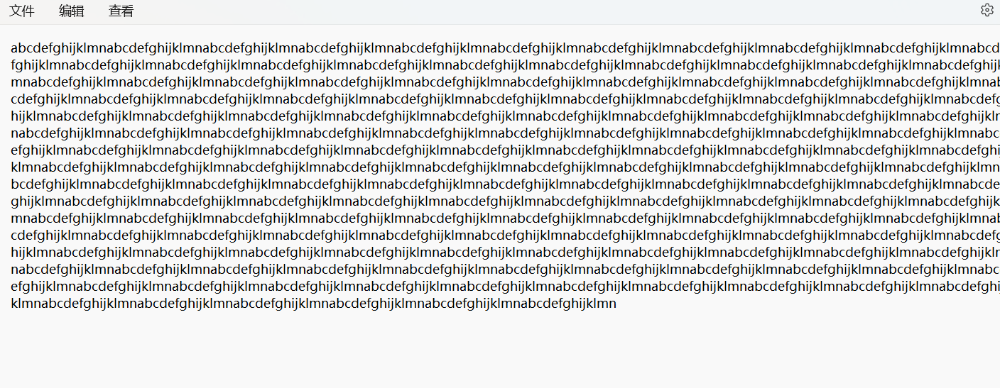 abcdefghijklmnabcdefghijklmnabcdefghijklmnabcdefghijklmnabcdefghijklmnabcdefghijklmnabcdefghijklmnabcdefghijklmnabcdefghijklmnabcdefghijklmnabcd
fghijklmnabcdefghijklmnabcdefghijklmnabcdefghijklmnabcdefghijklmnabcdefghijklmnabcdefghijklmnabcdefghijklmnabcdefghijklmnabcdefghijklmnabcdefghijk
mnabcdefghijklmnabcdefghijklmnabcdefghijklmnabcdefghijklmnabcdefghijklmnabcdefghijklmnabcdefghijklmnabcdefghijklmnabcdefghijklmnabcdefghijklmnab
cdefghijklmnabcdefghijklmnabcdefghijklmnabcdefghijklmnabcdefghijklmnabcdefghijklmnabcdefghijklmnabcdefghijklmnabcdefghijklmnabcdefghijklmnabcdefg
hijklmnabcdefghijklmnabcdefghijklmnabcdefghijklmnabcdefghijklmnabcdefghijklmnabcdefghijklmnabcdefghijklmnabcdefghijklmnabcdefghijklmnabcdefghijklm
nabcdefghijklmnabcdefghijklmnabcdefghijklmnabcdefghijklmnabcdefghijklmnabcdefghijklmnabcdefghijklmnabcdefghijklmnabcdefghijklmnabcdefghijklmnabc
efghijklmnabcdefghijklmnabcdefghijklmnabcdefghijklmnabcdefghijklmnabcdefghijklmnabcdefghijklmnabcdefghijklmnabcdefghijklmnabcdefghijklmnabcdefghi
klmnabcdefghijklmnabcdefghijklmnabcdefghijklmnabcdefghijklmnabcdefghijklmnabcdefghijklmnabcdefghijklmnabcdefghijklmnabcdefghijklmnabcdefghijklmn
bcdefghijklmnabcdefghijklmnabcdefghijklmnabcdefghijklmnabcdefghijklmnabcdefghijklmnabcdefghijklmnabcdefghijklmnabcdefghijklmnabcdefghijklmnabcde
ghijklmnabcdefghijklmnabcdefghijklmnabcdefghijklmnabcdefghijklmnabcdefghijklmnabcdefghijklmnabcdefghijklmnabcdefghijklmnabcdefghijklmnabcdefghijk
mnabcdefghijklmnabcdefghijklmnabcdefghijklmnabcdefghijklmnabcdefghijklmnabcdefghijklmnabcdefghijklmnabcdefghijklmnabcdefghijklmnabcdefghijklmnab
cdefghijklmnabcdefghijklmnabcdefghijklmnabcdefghijklmnabcdefghijklmnabcdefghijklmnabcdefghijklmnabcdefghijklmnabcdefghijklmnabcdefghijklmnabcdefg
hijklmnabcdefghijklmnabcdefghijklmnabcdefghijklmnabcdefghijklmnabcdefghijklmnabcdefghijklmnabcdefghijklmnabcdefghijklmnabcdefghijklmnabcdefghijklm
nabcdefghijklmnabcdefghijklmnabcdefghijklmnabcdefghijklmnabcdefghijklmnabcdefghijklmnabcdefghijklmnabcdefghijklmnabcdefghijklmnabcdefghijklmnabc
efghijklmnabcdefghijklmnabcdefghijklmnabcdefghijklmnabcdefghijklmnabcdefghijklmnabcdefghijklmnabcdefghijklmnabcdefghijklmnabcdefghijklmnabcdefghi
klmnabcdefghijklmnabcdefghijklmnabcdefghijklmnabcdefghijklmnabcdefghijklmnabcdefghijklmn
文件 编辑 查看